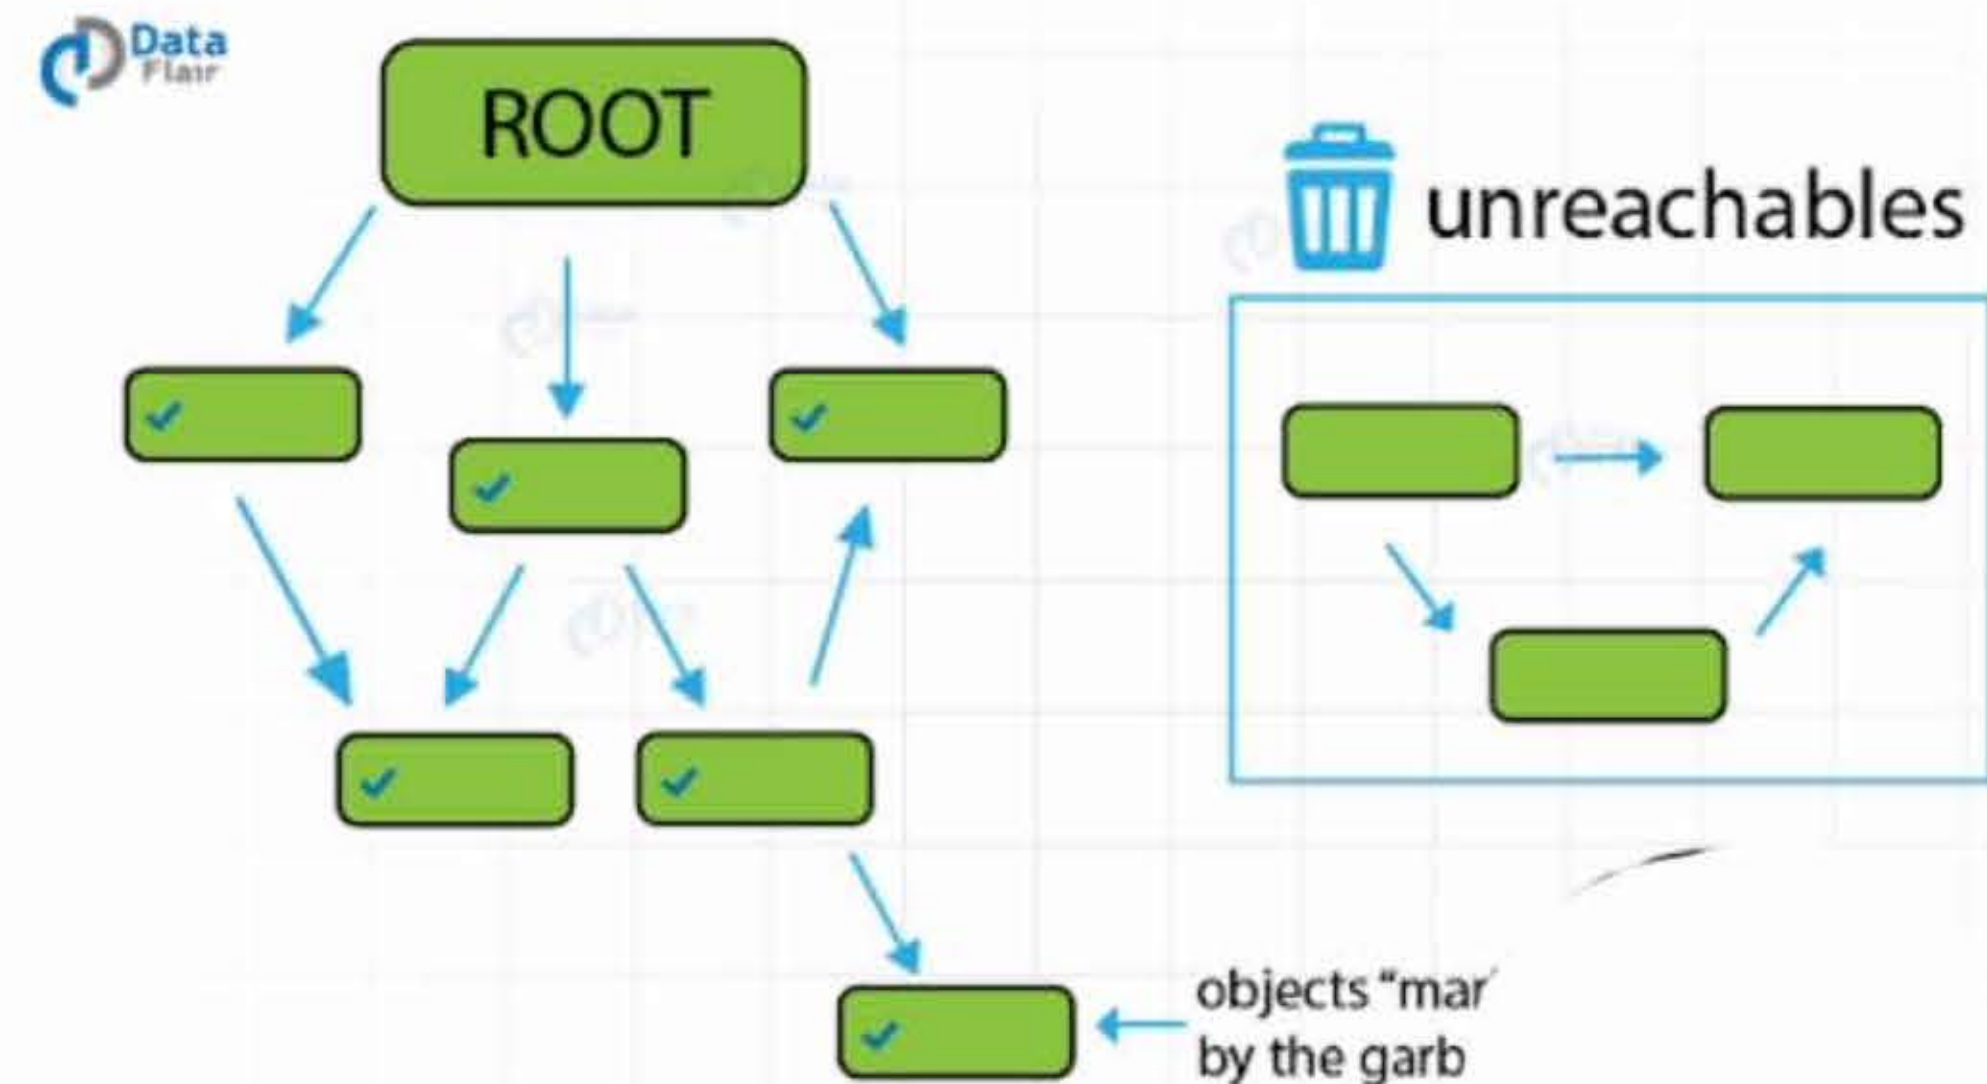 Data
Flair
ROOT
unreachables
objects “mar
by the garb